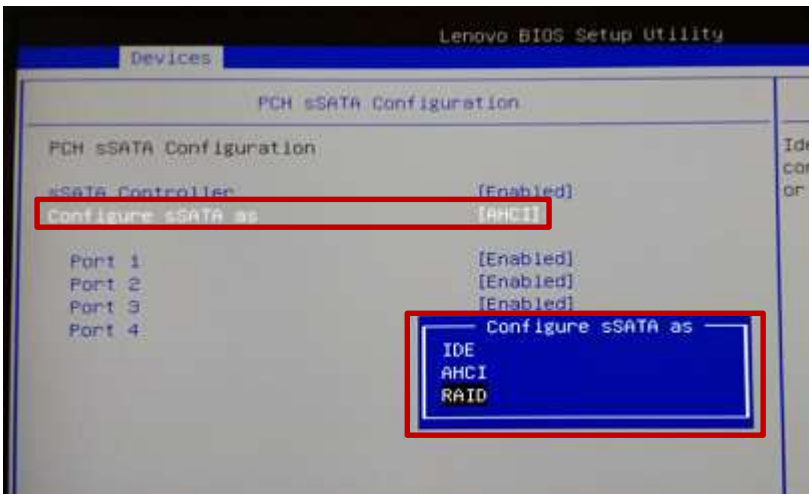 Lenovo BIOS Setup Utility
Devices
PCH sSATA Configuration
PCH sSATA Configuration
sSATA Controller [Enabled]
Configure sSATA as [AHCI]
Port 1 [Enabled]
Port 2 [Enabled]
Port 3 [Enabled]
Port 4
Configure sSATA as
IDE
AHCI
RAID
or